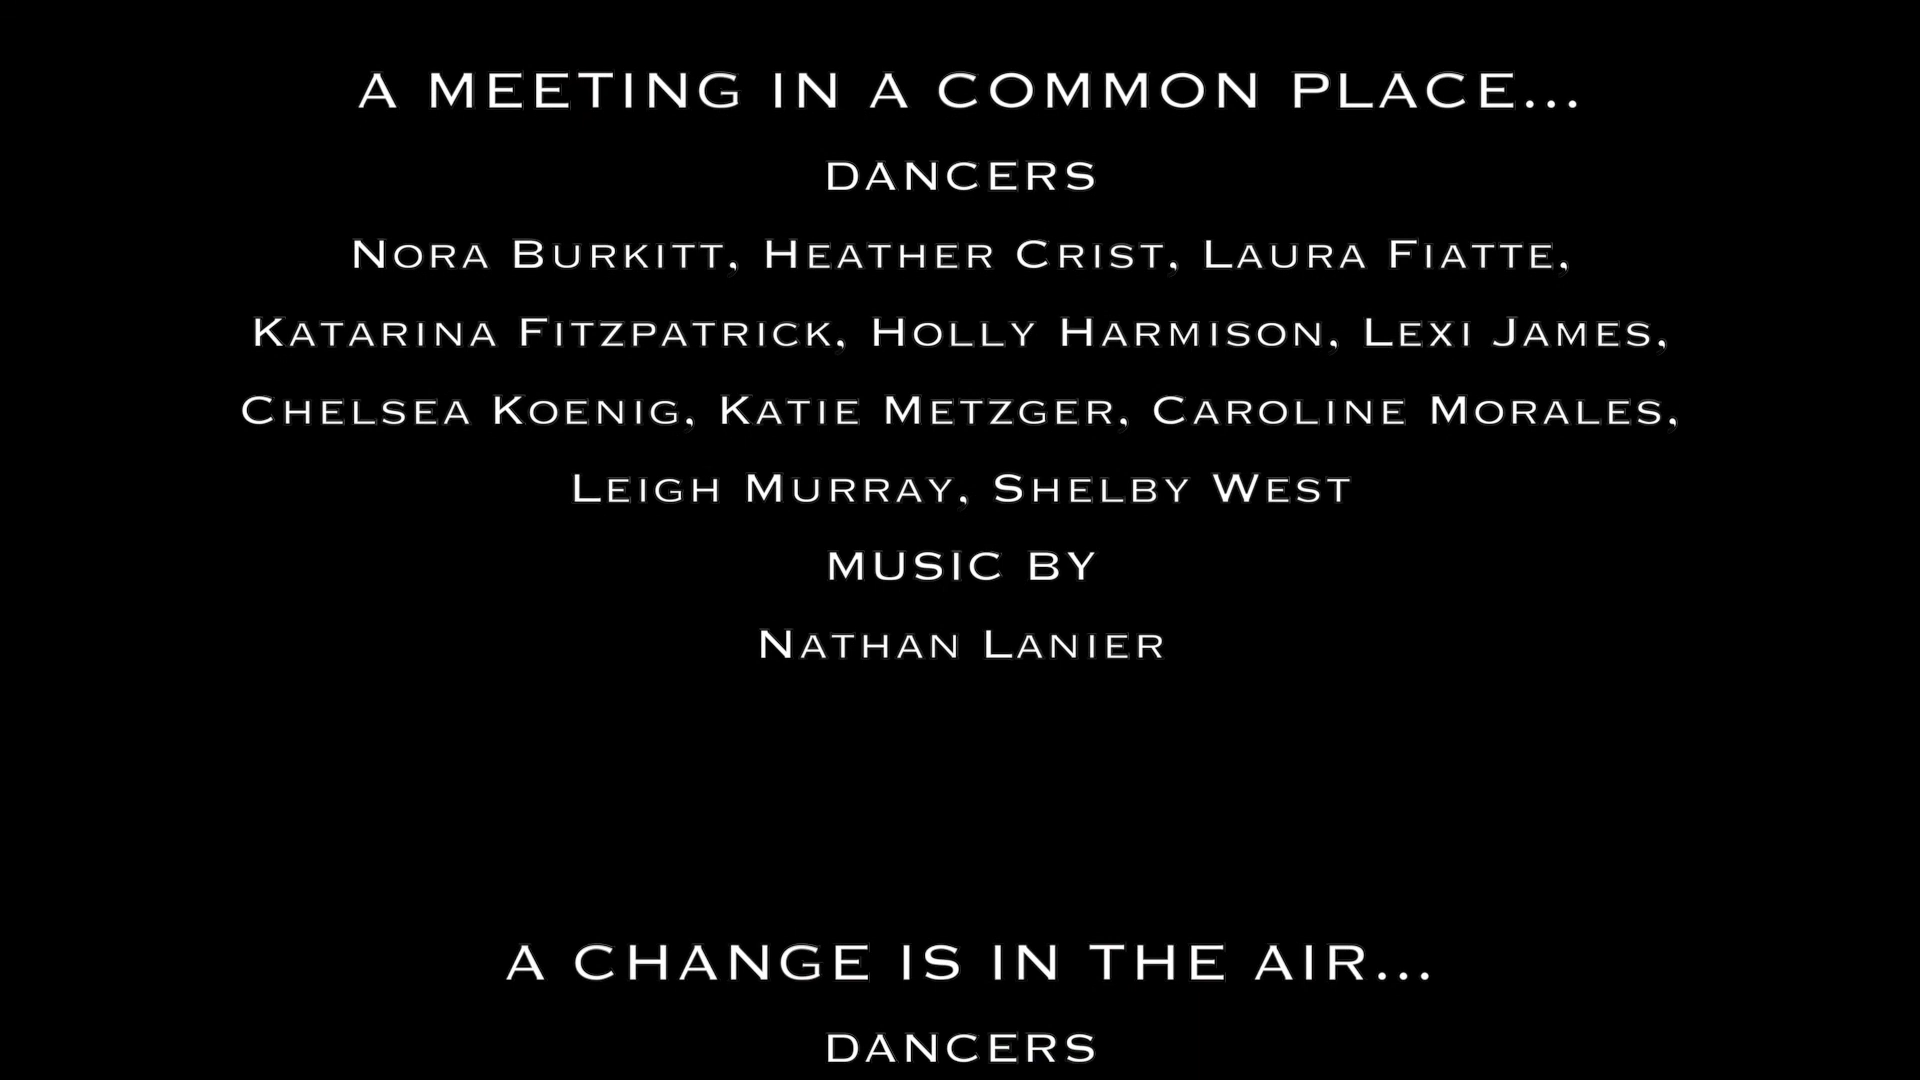 A MEETING IN A COMMON PLACE...
DANCERS
NORA BURKITT, HEATHER CRIST, LAURA FIATTE,
KATARINA FITZPATRICK, HOLLY HARMISON, LEXI JAMES,
CHELSEA KOENIG, KATIE METZGER, CAROLINE MORALES,
LEIGH MURRAY, SHELBY WEST
MUSIC BY
NATHAN LANIER
A CHANGE IS IN THE AIR...
DANCERS